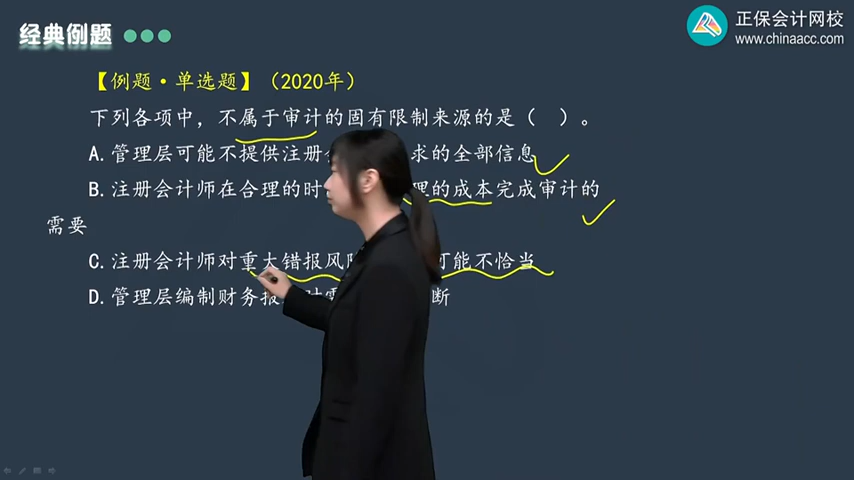 经典例题
正保会计网校
www.chinaacc.com
【例题·单选题】（2020年）
下列各项中，不属于审计的固有限制来源的是（ ）。
A.管理层可能不提供注册 求的全部信息
B.注册会计师在合理的时 理的成本完成审计的
需要
C.注册会计师对重大错报风 可能不恰当
D.管理层编制财务报 断